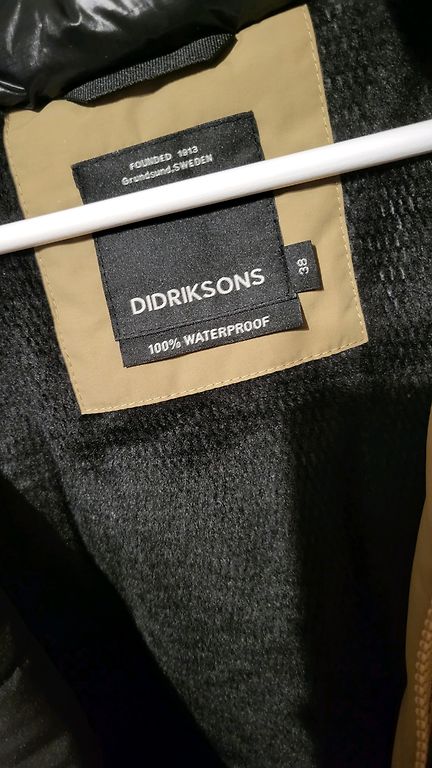 FOUNDED 1913
Grundsund.SWEDEN
DIDRIKSONS
38
100% WATERPROOF